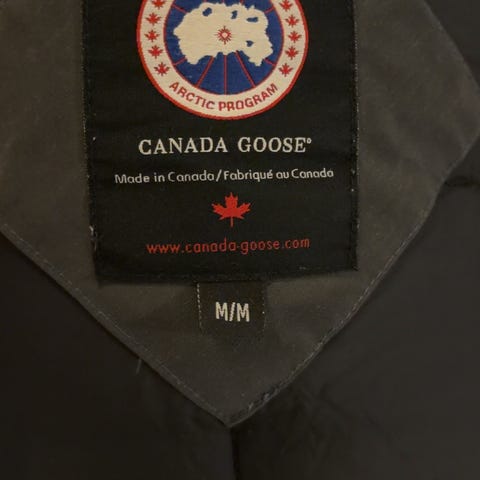 ARCTIC PROGRAM
CANADA GOOSE®
Made in Canada/Fabriqué au Canada
www.canada-goose.com
M/M